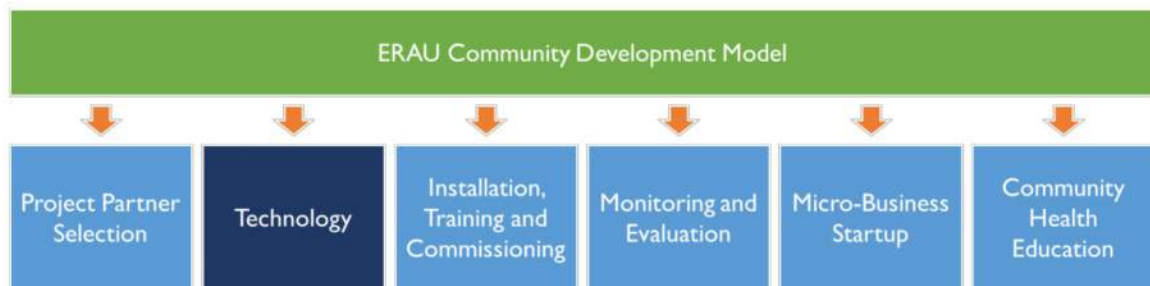 ERAU Community Development Model
Project Partner
Selection
Technology
Installation,
Training and
Commissioning
Monitoring and
Evaluation
Micro-Business
Startup
Community
Health
Education